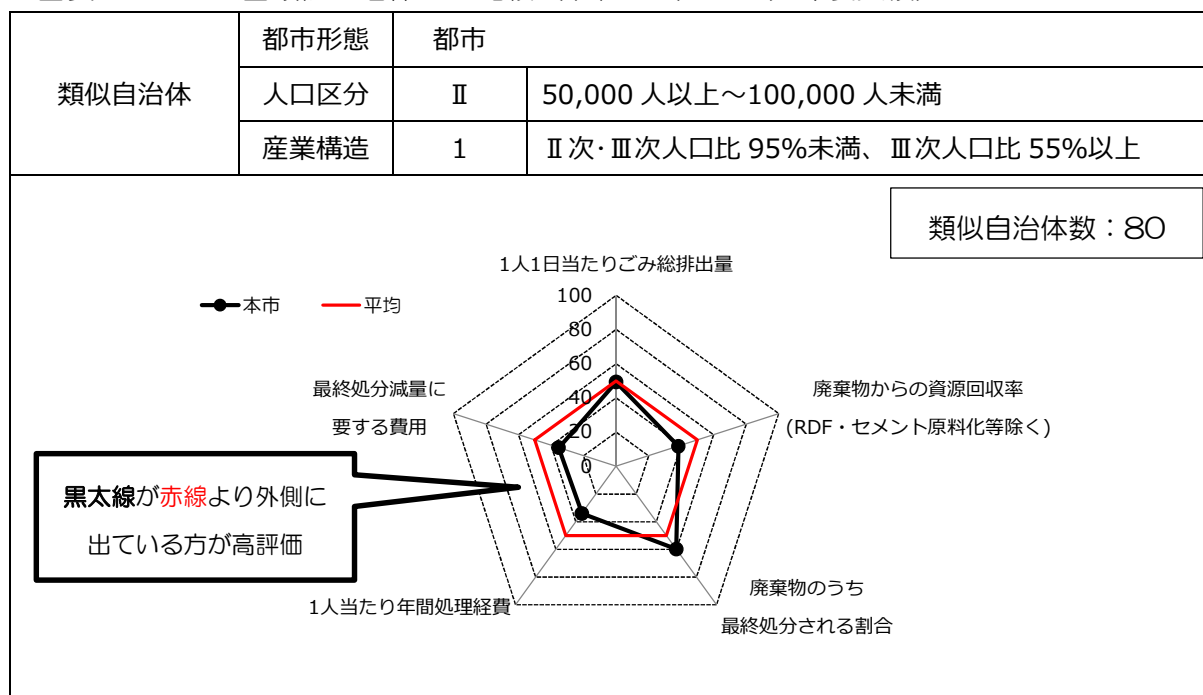 類似自治体
都市形態 都市
人口区分 Ⅱ 50,000 人以上～100,000 人未満
産業構造 1 Ⅱ次･Ⅲ次人口比 95%未満、Ⅲ次人口比 55%以上
類似自治体数：80
1人1日当たりごみ総排出量
本市 平均
100
80
60
40
20
0
最終処分減量に
要する費用
廃棄物からの資源回収率
(RDF・セメント原料化等除く)
黒太線が赤線より外側に
出ている方が高評価
1人当たり年間処理経費
廃棄物のうち
最終処分される割合